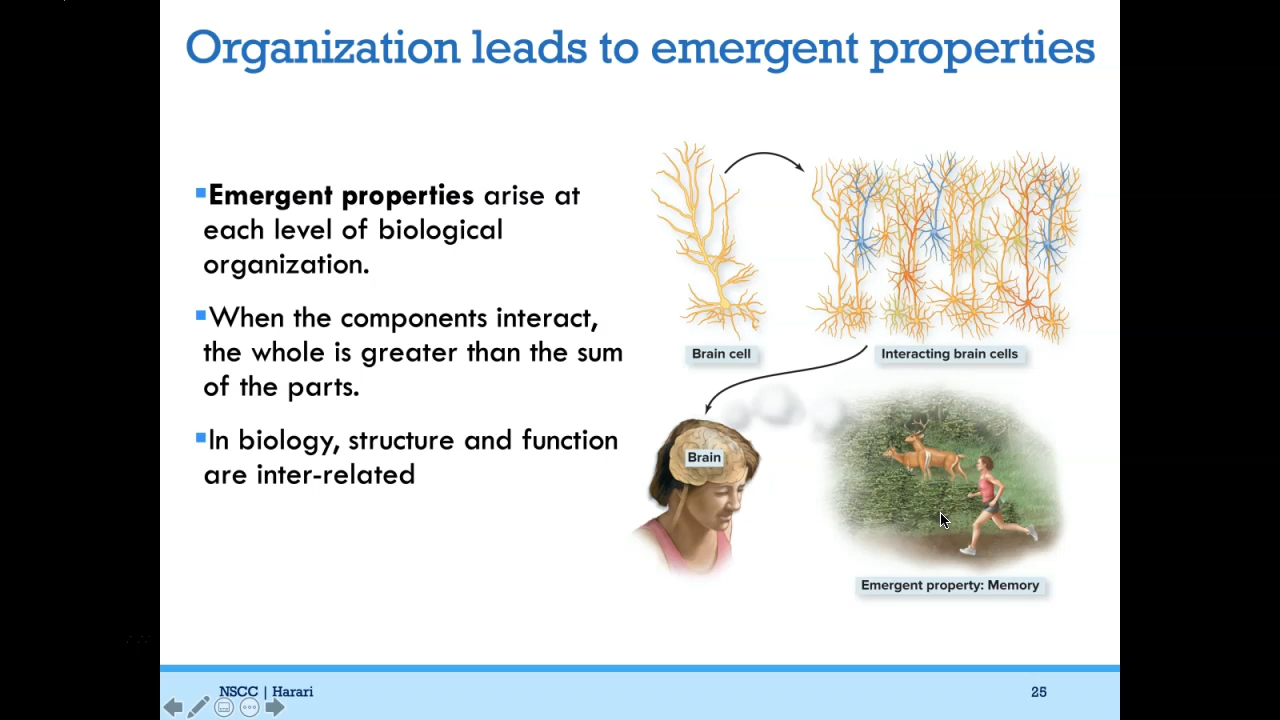 Organization leads to emergent properties
Emergent properties arise at
each level of biological
organization.
When the components interact,
the whole is greater than the sum
of the parts.
In biology, structure and function
are inter-related
Brain cell
Interacting brain cells
Brain
Emergent property: Memory
NSCC | Harari
25